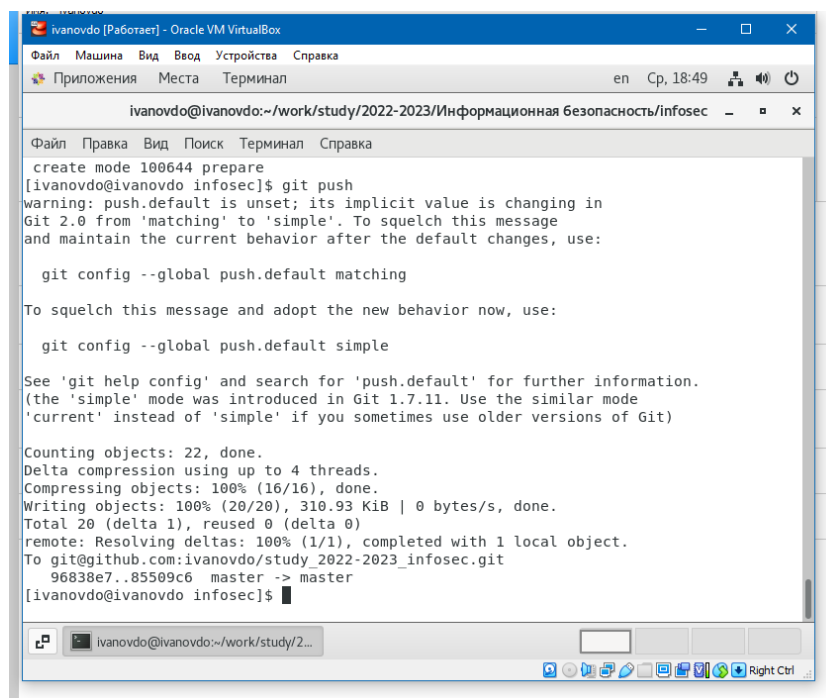 ivanovdo [Работает] - Oracle VM VirtualBox
Файл Машина Вид Ввод Устройства Справка
Приложения Места Терминал en Ср, 18:49
ivanovdo@ivanovdo:~/work/study/2022-2023/Информационная безопасность/infosec
Файл Правка Вид Поиск Терминал Справка
create mode 100644 prepare
[ivanovdo@ivanovdo infosec]$ git push
warning: push.default is unset; its implicit value is changing in
Git 2.0 from 'matching' to 'simple'. To squelch this message
and maintain the current behavior after the default changes, use:
git config --global push.default matching
To squelch this message and adopt the new behavior now, use:
git config --global push.default simple
See 'git help config' and search for 'push.default' for further information.
(the 'simple' mode was introduced in Git 1.7.11. Use the similar mode
'current' instead of 'simple' if you sometimes use older versions of Git)
Counting objects: 22, done.
Delta compression using up to 4 threads.
Compressing objects: 100% (16/16), done.
Writing objects: 100% (20/20), 310.93 KiB | 0 bytes/s, done.
Total 20 (delta 1), reused 0 (delta 0)
remote: Resolving deltas: 100% (1/1), completed with 1 local object.
To git@github.com:ivanovdo/study_2022-2023_infosec.git
96838e7..85509c6 master -> master
[ivanovdo@ivanovdo infosec]$
ivanovdo@ivanovdo:~/work/study/2...
Right Ctrl